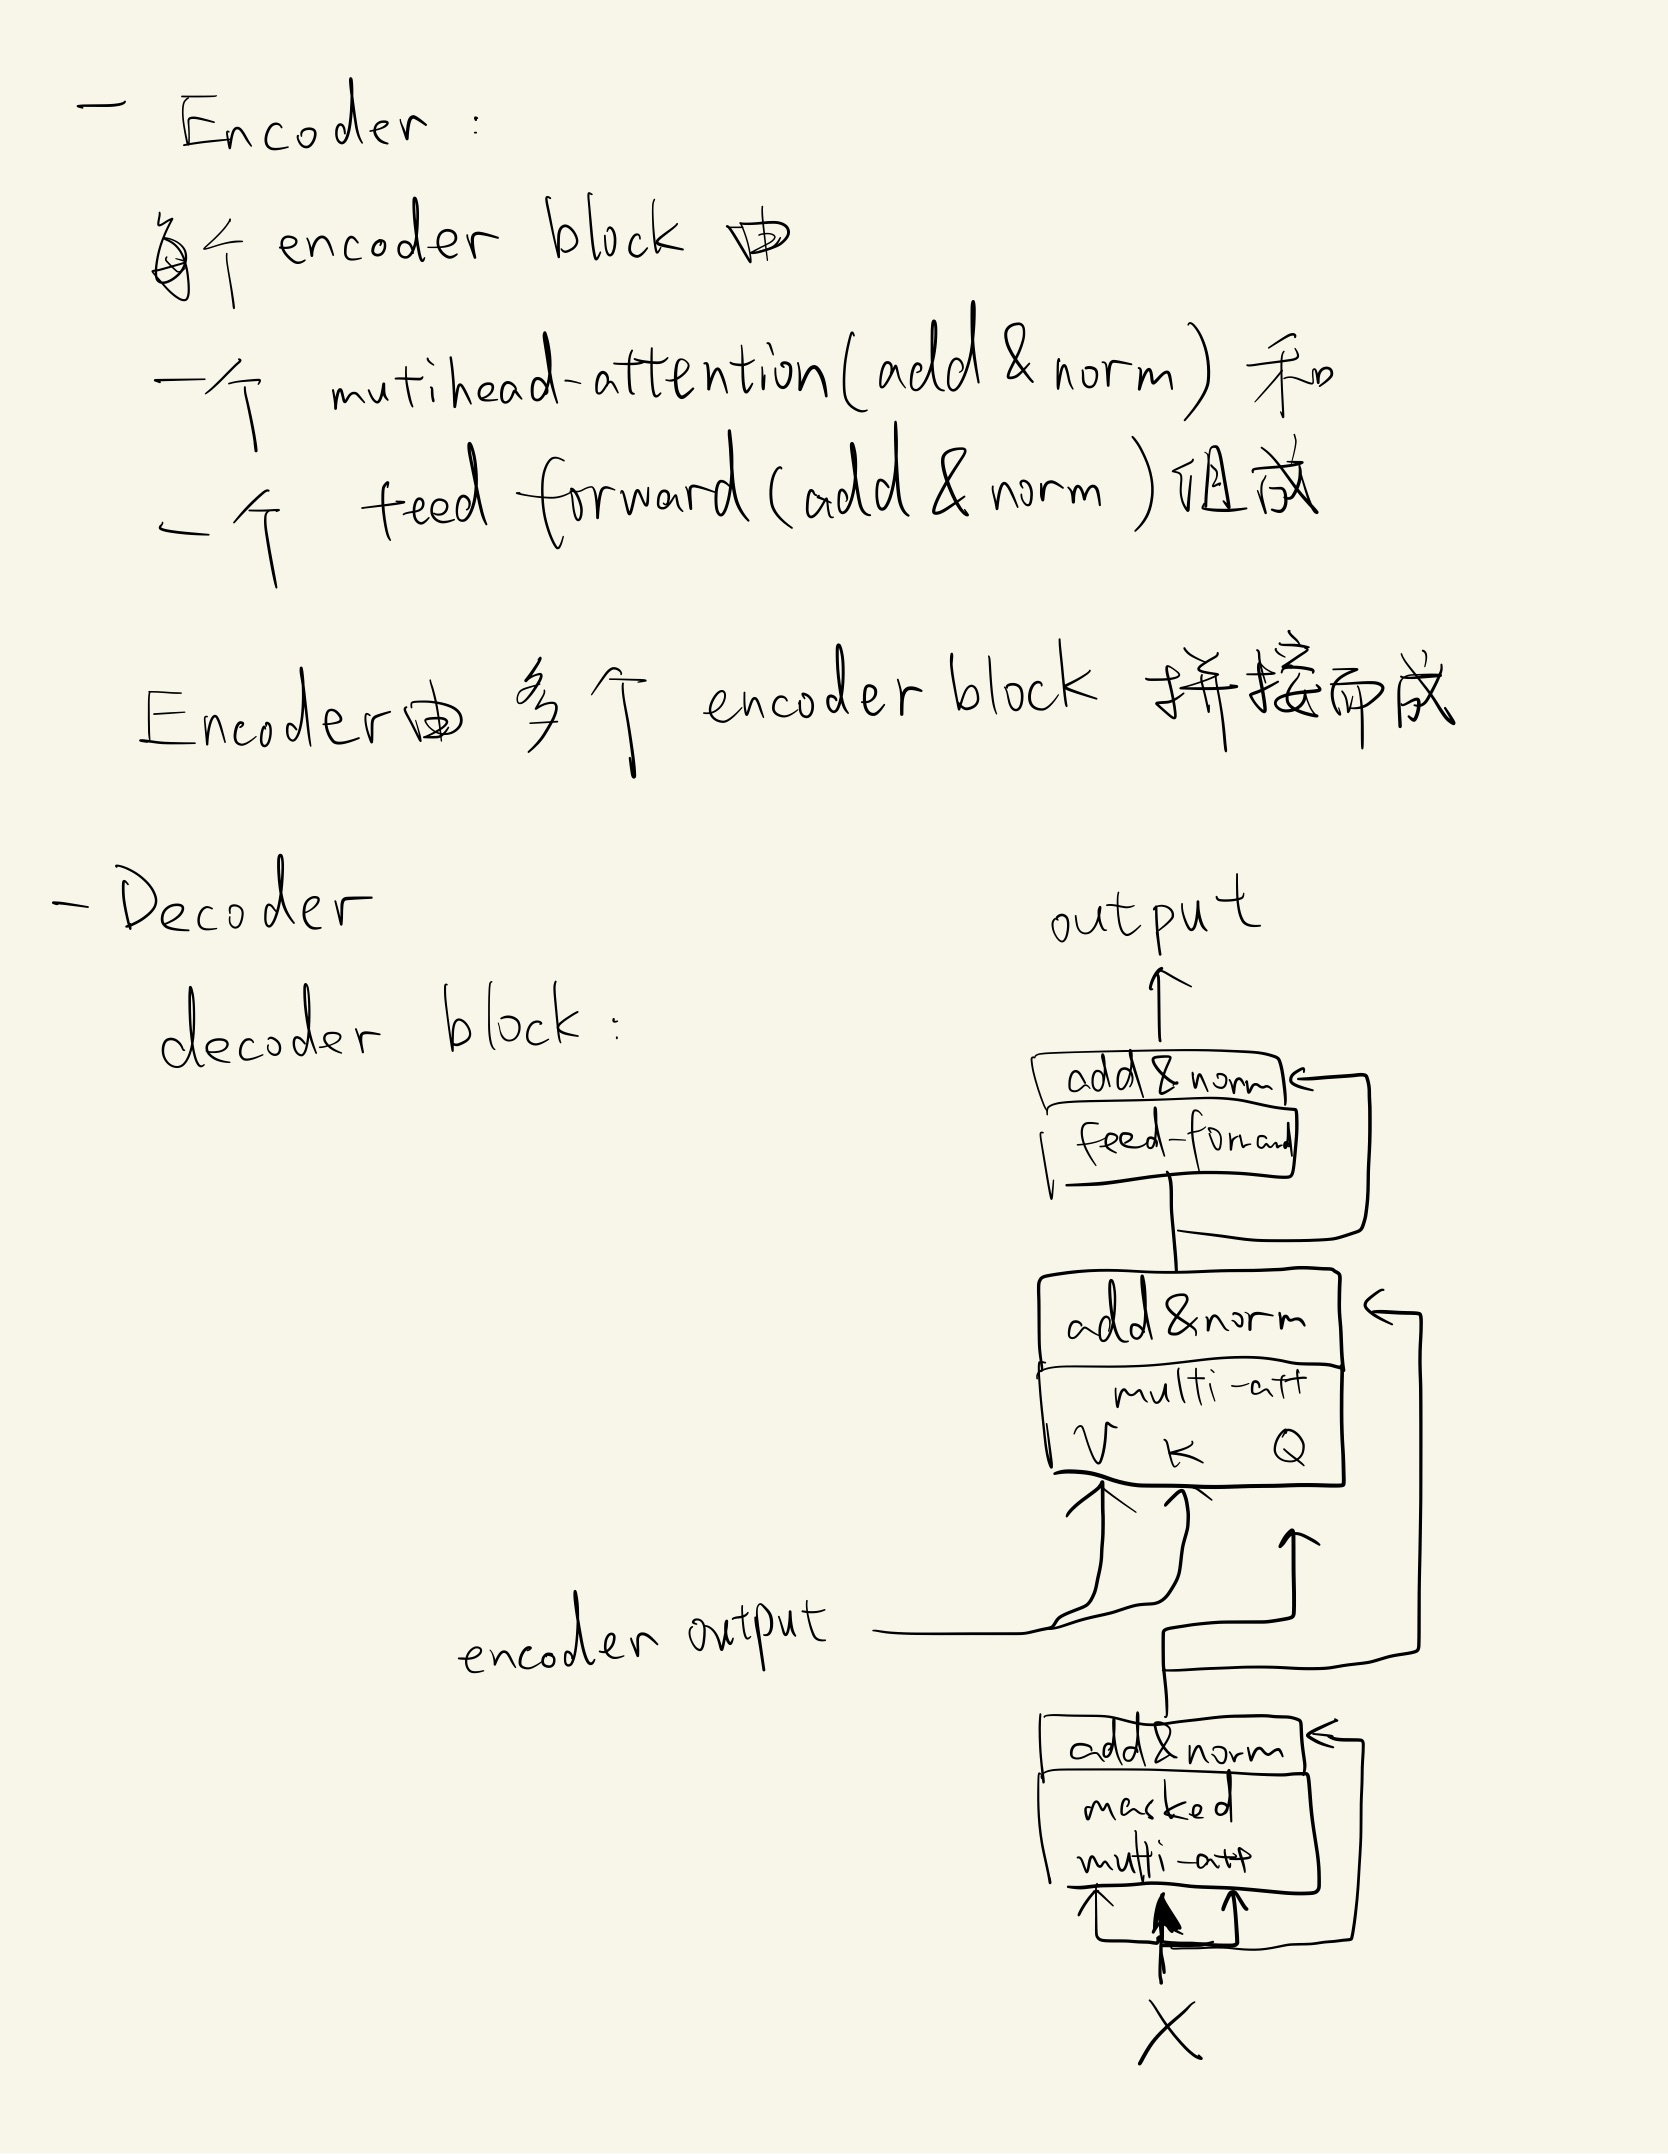 - Encoder:
每个 encoder block 由
一个 mutihead-attention(add & norm) 和
一个 feed forward(add & norm)组成
Encoder由 多个 encoder block 拼接而成
- Decoder
decoder block:
output
add & norm
feed-forward
add & norm
multi-att
V K Q
encoder output
add & norm
masked
multi-att
X